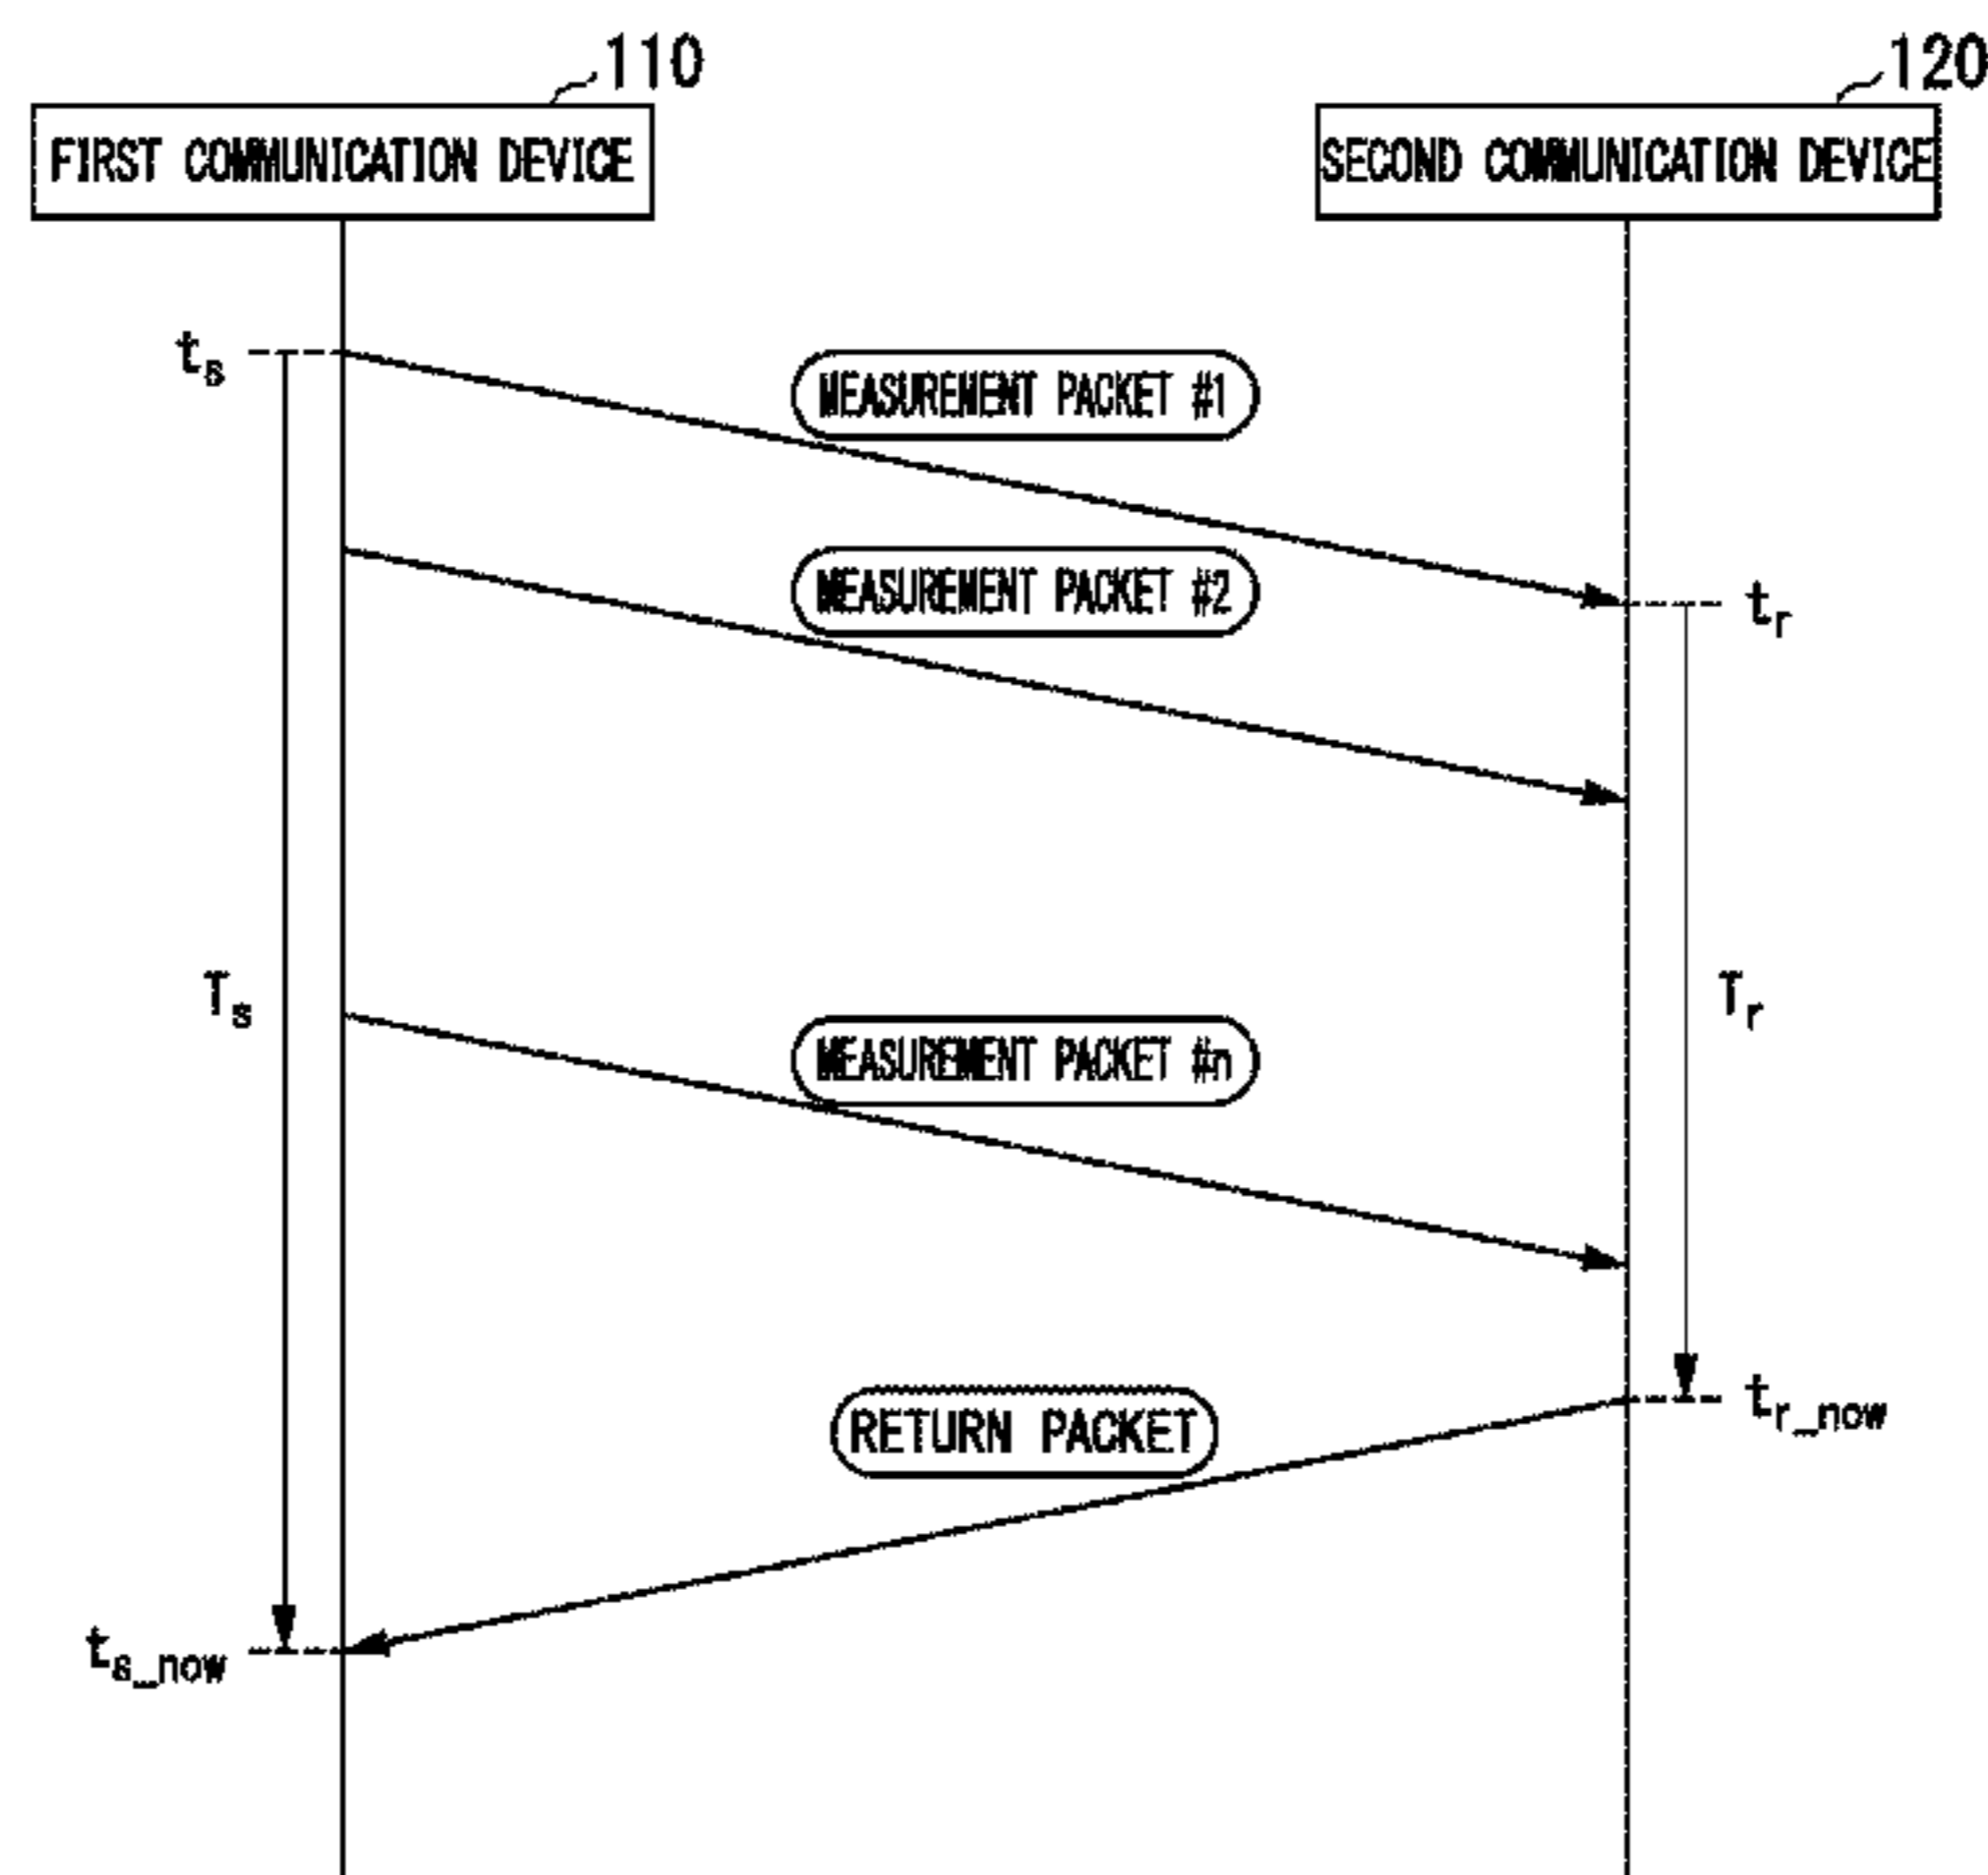 110
120
FIRST COMMUNICATION DEVICE
SECOND COMMUNICATION DEVICE
ts
MEASUREMENT PACKET #1
MEASUREMENT PACKET #2
tr
Ts
Tr
MEASUREMENT PACKET #n
RETURN PACKET
tr_now
ts_now